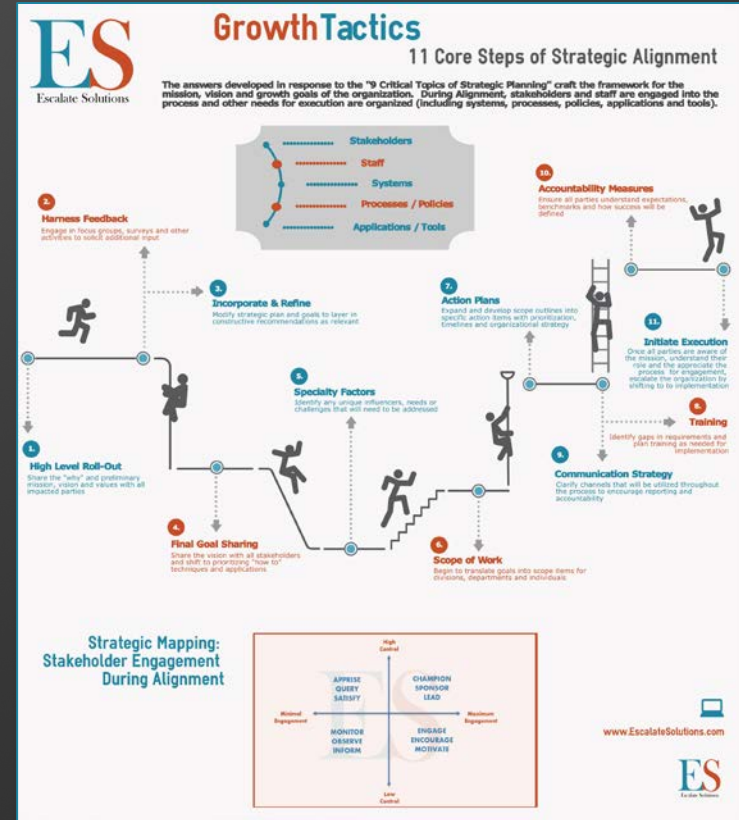 ES
Escalate Solutions
GrowthTactics
11 Core Steps of Strategic Alignment
The answers developed in response to the "9 Critical Topics of Strategic Planning" craft the framework for the
mission, vision and growth goals of the organization. During Alignment, stakeholders and staff are engaged into the
process and other needs for execution are organized (including systems, processes, policies, applications and tools).
Stakeholders
Staff
Systems
Processes / Policies
Applications / Tools
1.
High Level Roll-Out
Share the "why" and preliminary
mission, vision and values with all
impacted parties
2.
Harness Feedback
Engage in focus groups, surveys and other
activities to solicit additional input
3.
Incorporate & Refine
Modify strategic plan and goals to layer in
constructive recommendations as relevant
4.
Final Goal Sharing
Share the vision with all stakeholders
and shift to prioritizing "how to"
techniques and applications
5.
Specialty Factors
Identify any unique influencers, needs or
challenges that will need to be addressed
6.
Scope of Work
Begin to translate goals into scope items for
divisions, departments and individuals
7.
Action Plans
Expand and develop scope outlines into
specific action items with prioritization,
timelines and organizational strategy
8.
Training
Identify gaps in requirements and
plan training as needed for
implementation
9.
Communication Strategy
Clarify channels that will be utilized throughout
the process to encourage reporting and
accountability
10.
Accountability Measures
Ensure all parties understand expectations,
benchmarks and how success will be
defined
11.
Initiate Execution
Once all parties are aware of
the mission, understand their
role and the appreciate the
process for engagement,
escalate the organization by
shifting to to implementation
Strategic Mapping:
Stakeholder Engagement
During Alignment
High
Control
APPRISE
QUERY
SATISFY
CHAMPION
SPONSOR
LEAD
Minimal
Engagement
Maximum
Engagement
MONITOR
OBSERVE
INFORM
ENGAGE
ENCOURAGE
MOTIVATE
Low
Control
ES
www.EscalateSolutions.com
ES
Escalate Solutions